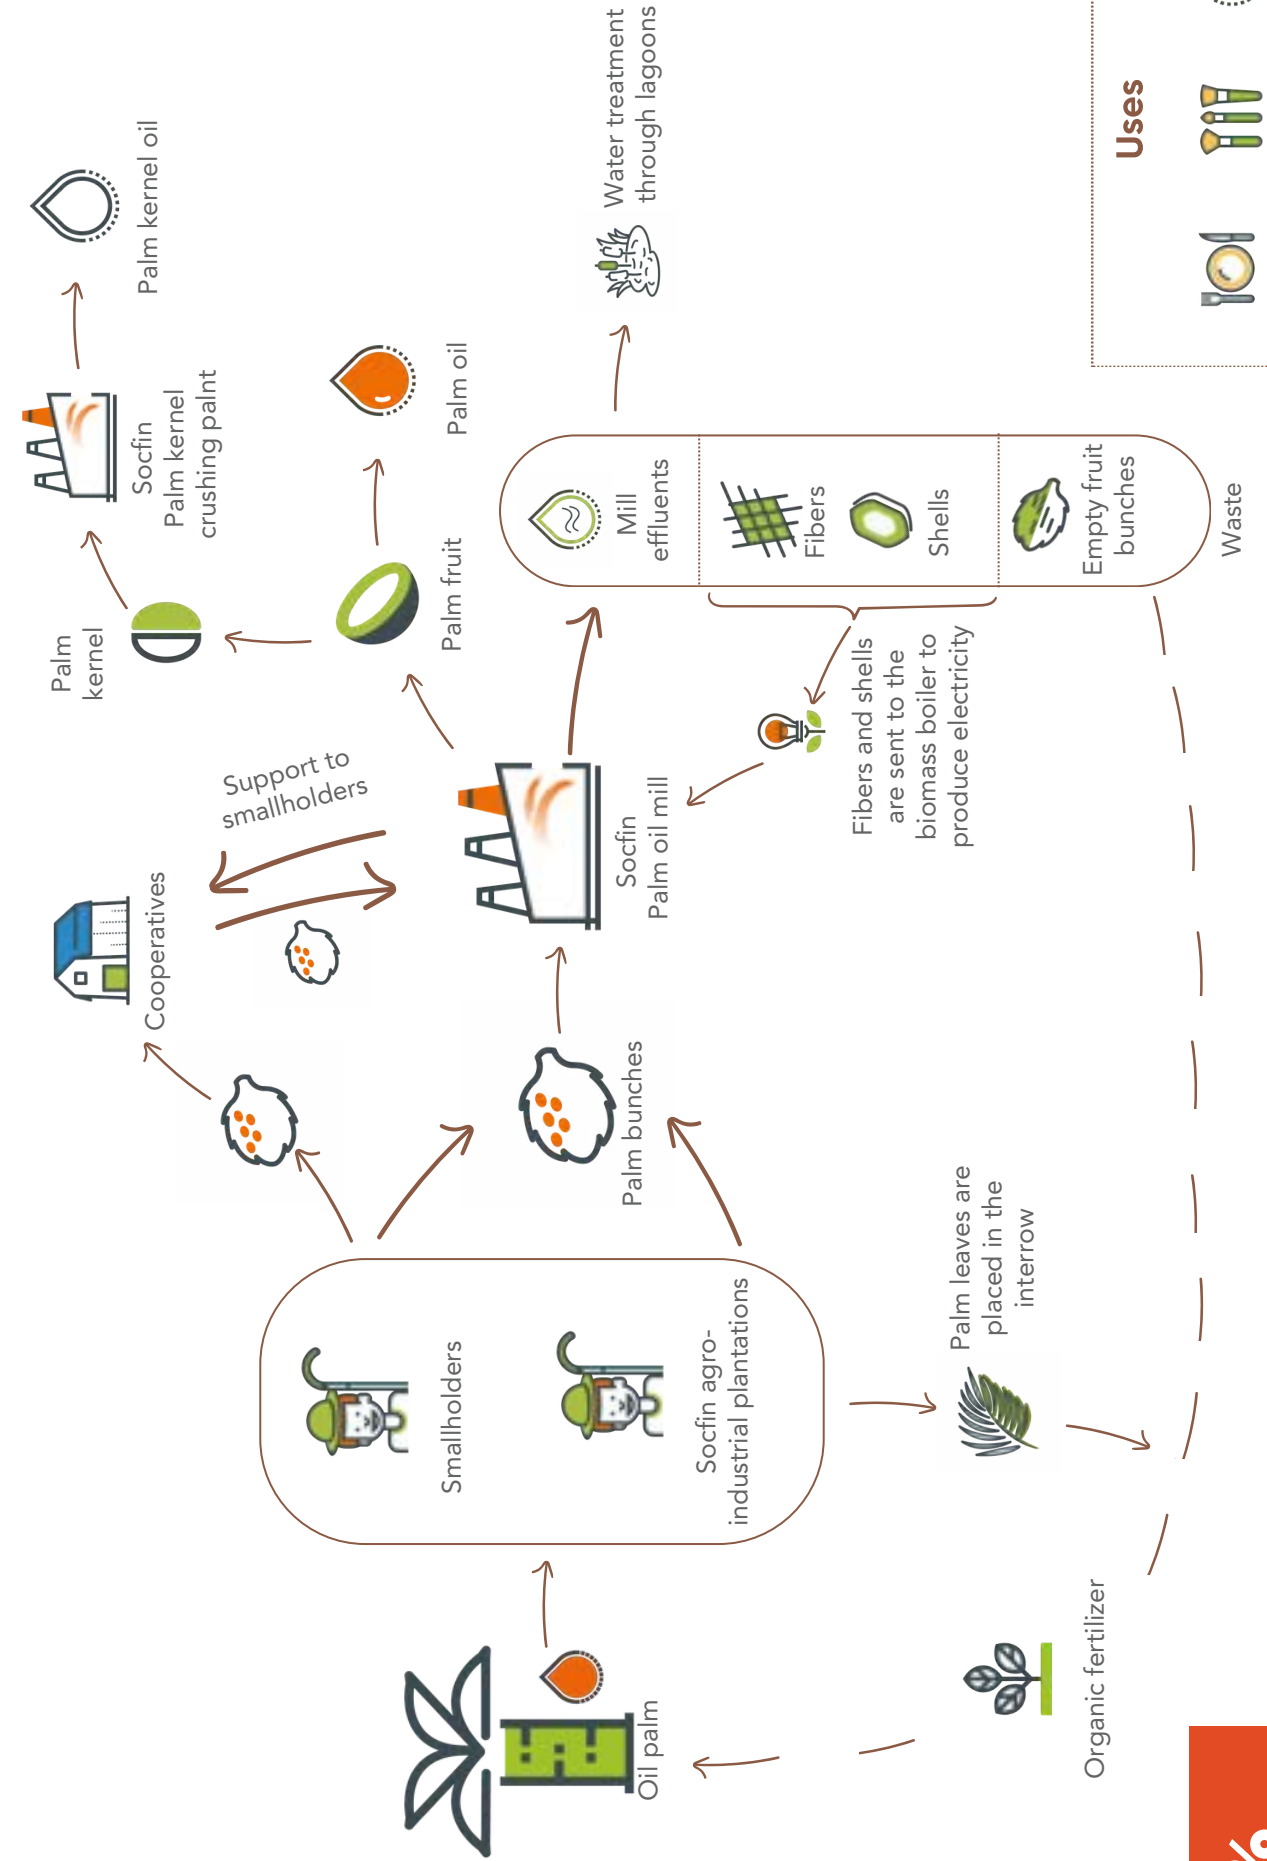 Oil palm
Smallholders
Socfin agro-
industrial plantations
Palm leaves are
placed in the
interrow
Organic fertilizer
Cooperatives
Support to
smallholders
Palm bunches
Socfin
Palm oil mill
Palm
kernel
Socfin
Palm kernel
crushing palnt
Palm kernel oil
Palm fruit
Palm oil
Mill
effluents
Fibers
Shells
Empty fruit
bunches
Waste
Water treatment
through lagoons
Fibers and shells
are sent to the
biomass boiler to
produce electricity
Uses
%